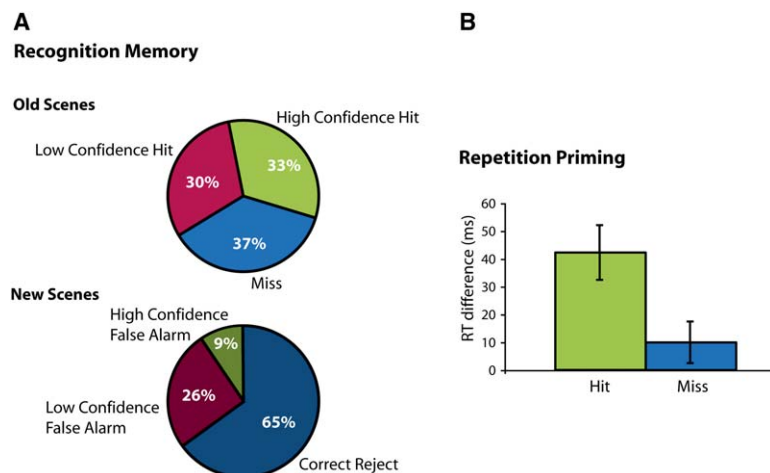 A
Recognition Memory
Old Scenes
High Confidence Hit
Low Confidence Hit
33%
30%
37%
Miss
New Scenes
High Confidence
False Alarm
9%
26%
Low Confidence
False Alarm
65%
Correct Reject
B
Repetition Priming
RT difference (ms)
60
50
40
30
20
10
0
Hit
Miss